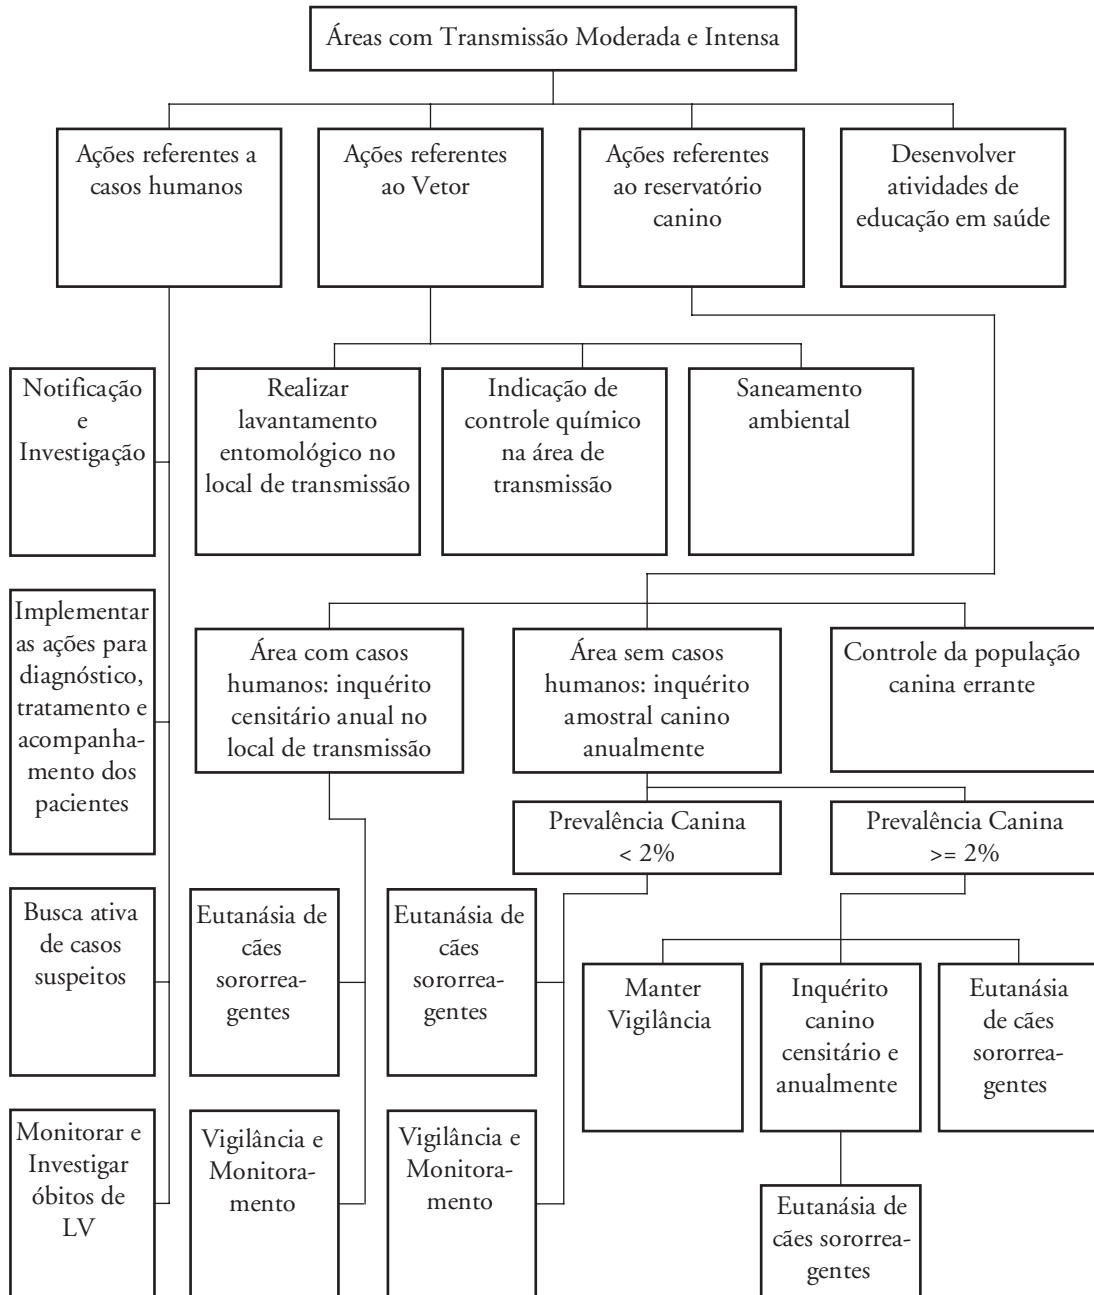 Áreas com Transmissão Moderada e Intensa
Ações referentes a
casos humanos
Ações referentes
ao Vetor
Ações referentes
ao reservatório
canino
Desenvolver
atividades de
educação em saúde
Notificação
e
Investigação
Realizar
lavantamento
entomológico no
local de transmissão
Indicação de
controle químico
na área de
transmissão
Saneamento
ambiental
Implementar
as ações para
diagnóstico,
tratamento e
acompanha-
mento dos
pacientes
Área com casos
humanos: inquérito
censitário anual no
local de transmissão
Área sem casos
humanos: inquérito
amostral canino
anualmente
Controle da população
canina errante
Prevalência Canina
< 2%
Prevalência Canina
>= 2%
Busca ativa
de casos
suspeitos
Eutanásia de
cães
sororrea-
gentes
Eutanásia de
cães
sororrea-
gentes
Manter
Vigilância
Inquérito
canino
censitário e
anualmente
Eutanásia
de cães
sororrea-
gentes
Monitorar e
Investigar
óbitos de
LV
Vigilância e
Monitora-
mento
Vigilância e
Monitora-
mento
Eutanásia de
cães sororrea-
gentes